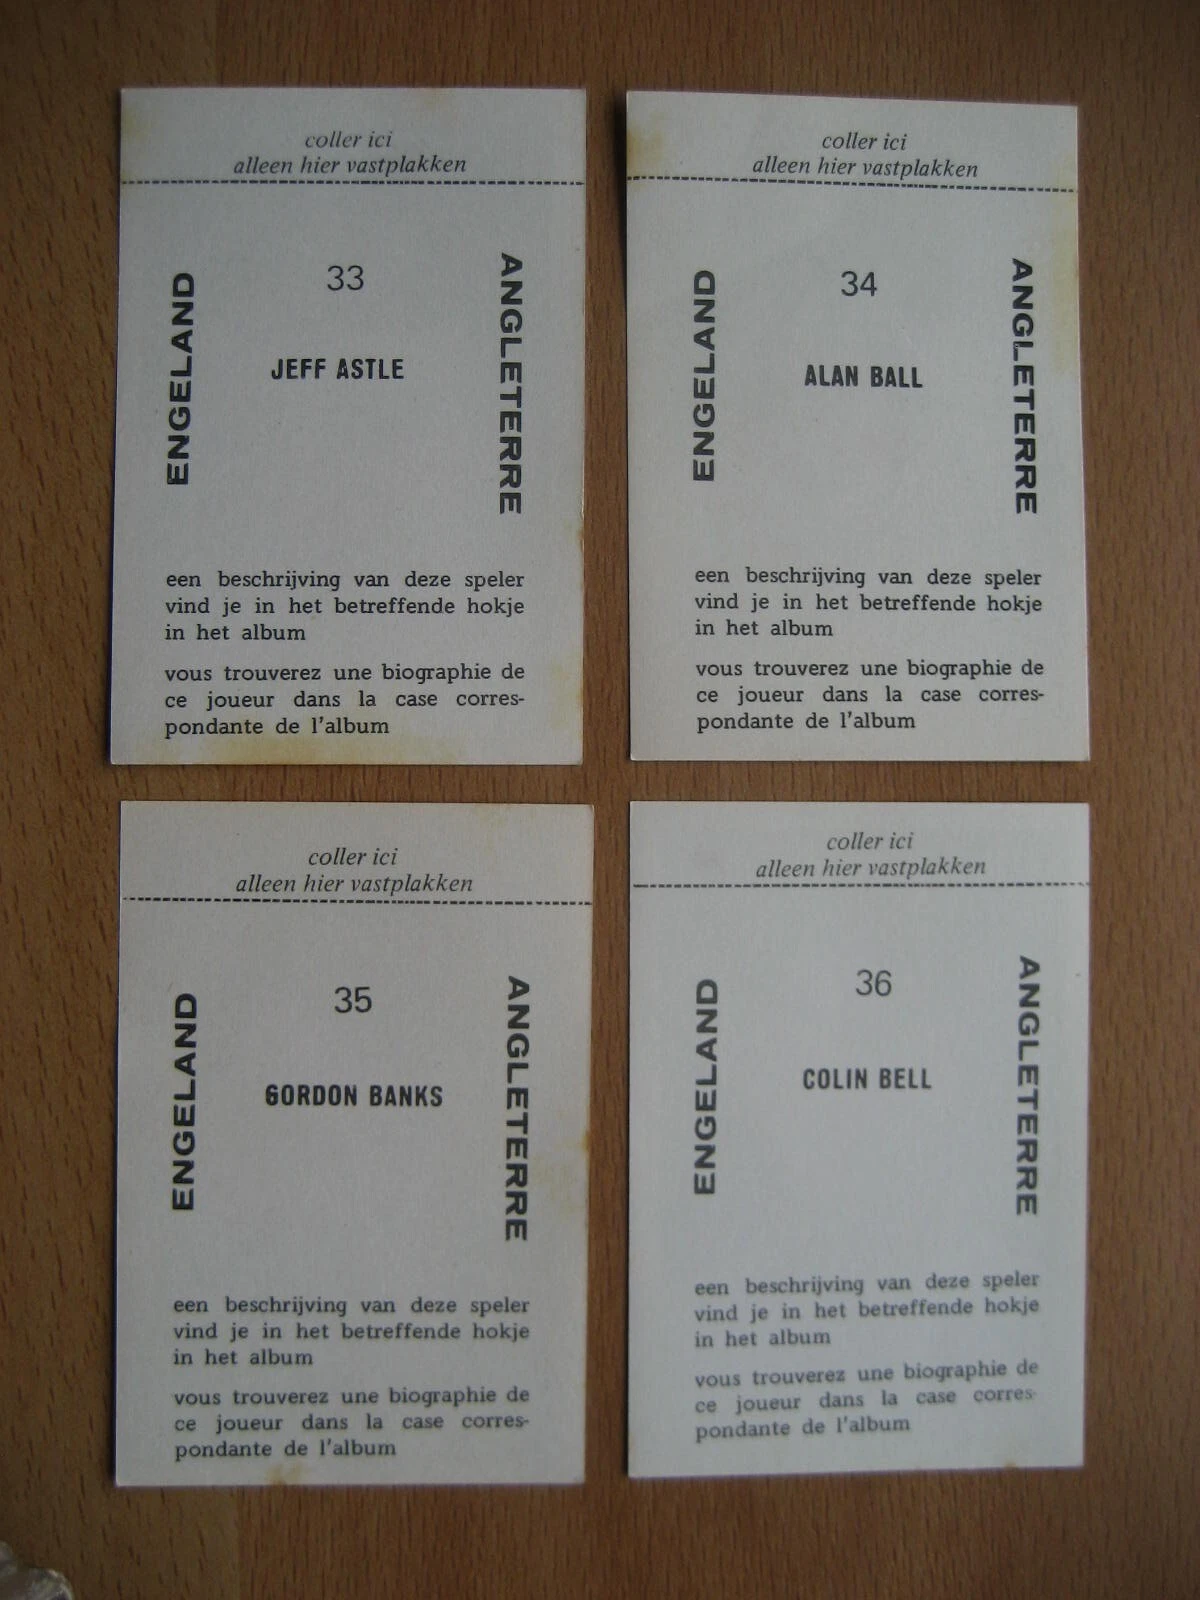 coller ici
alleen hier vastplakken
33
ENGELAND
ANGLETERRE
JEFF ASTLE
een beschrijving van deze speler
vind je in het betreffende hokje
in het album
vous trouverez une biographie de
ce joueur dans la case corres-
pondante de l'album
coller ici
alleen hier vastplakken
34
ENGELAND
ANGLETERRE
ALAN BALL
een beschrijving van deze speler
vind je in het betreffende hokje
in het album
vous trouverez une biographie de
ce joueur dans la case corres-
pondante de l'album
coller ici
alleen hier vastplakken
35
ENGELAND
ANGLETERRE
GORDON BANKS
een beschrijving van deze speler
vind je in het betreffende hokje
in het album
vous trouverez une biographie de
ce joueur dans la case corres-
pondante de l'album
coller ici
alleen hier vastplakken
36
ENGELAND
ANGLETERRE
COLIN BELL
een beschrijving van deze speler
vind je in het betreffende hokje
in het album
vous trouverez une biographie de
ce joueur dans la case corres-
pondante de l'album